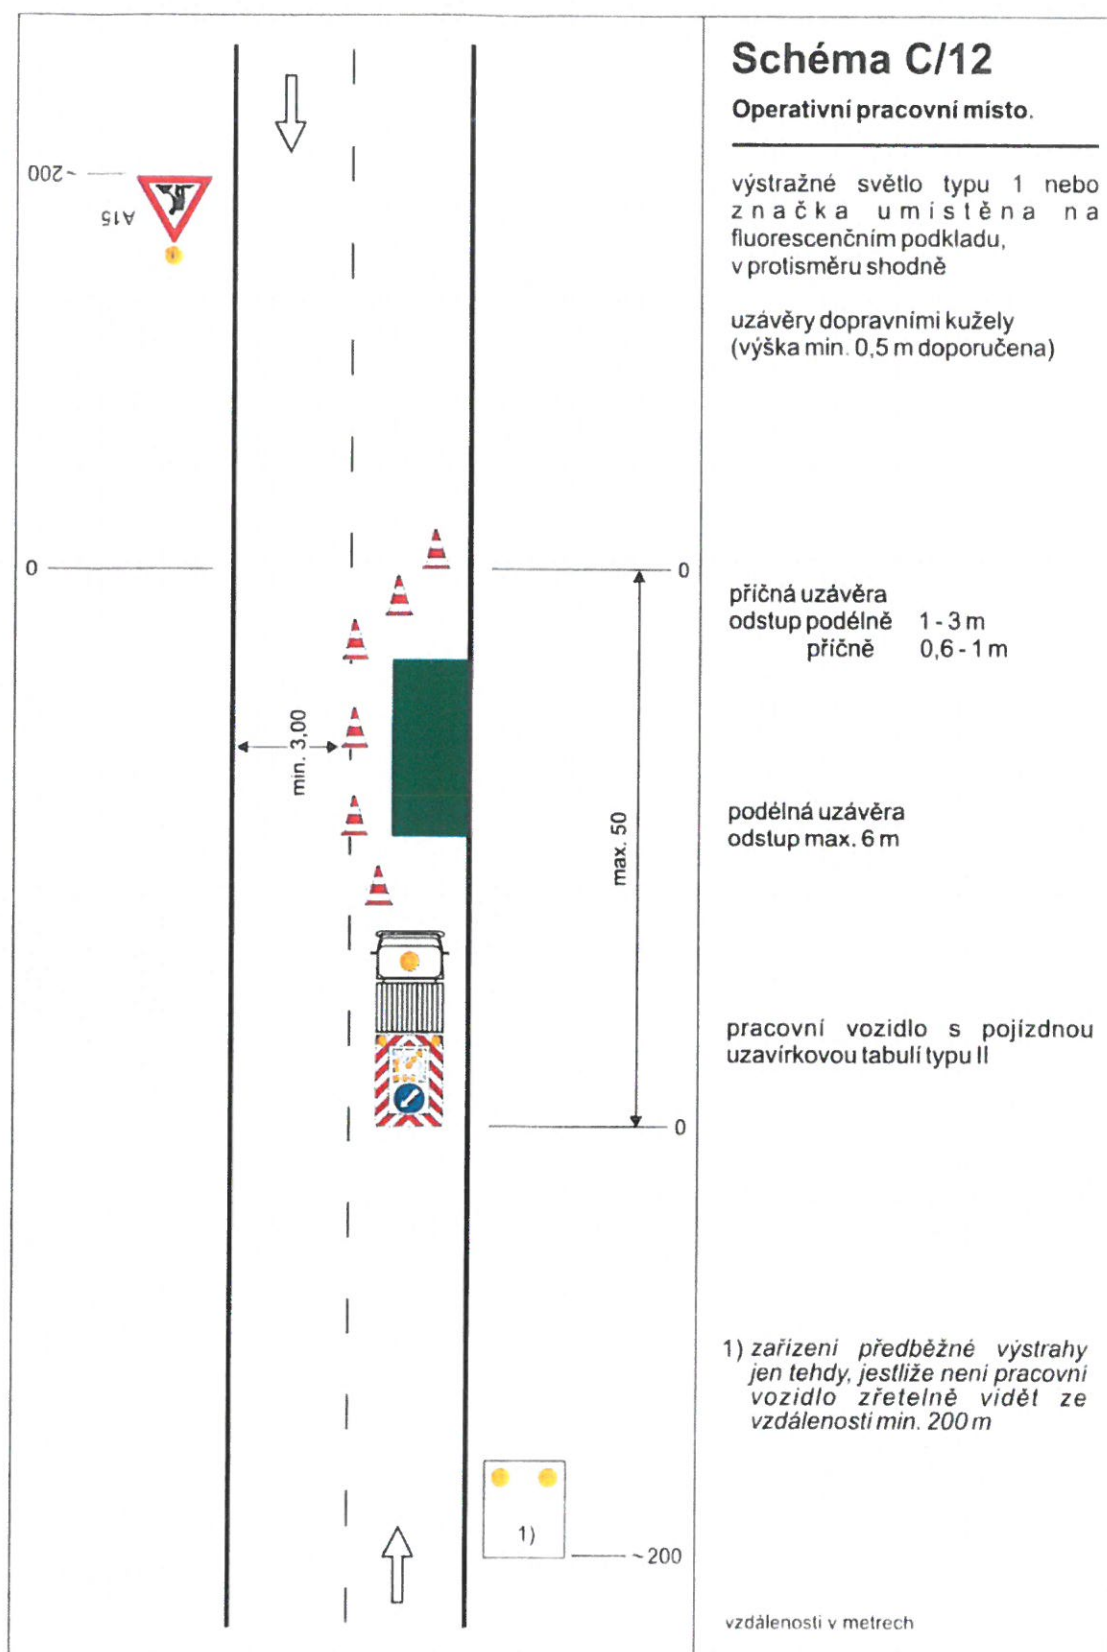 Schéma C/12
Operativní pracovní místo.
výstražné světlo typu 1 nebo
značka umístěna na
fluorescenčním podkladu,
v protisměru shodně
uzávěry dopravními kužely
(výška min. 0,5 m doporučena)
příčná uzávěra
odstup podélně 1 - 3 m
příčně 0,6 - 1 m
podélná uzávěra
odstup max. 6 m
pracovní vozidlo s pojízdnou
uzavírkovou tabulí typu II
1) zařízení předběžné výstrahy
jen tehdy, jestliže není pracovní
vozidlo zřetelně vidět ze
vzdálenosti min. 200 m
vzdálenosti v metrech
~200
A15
0
0
min. 3,00
max. 50
0
1)
~200